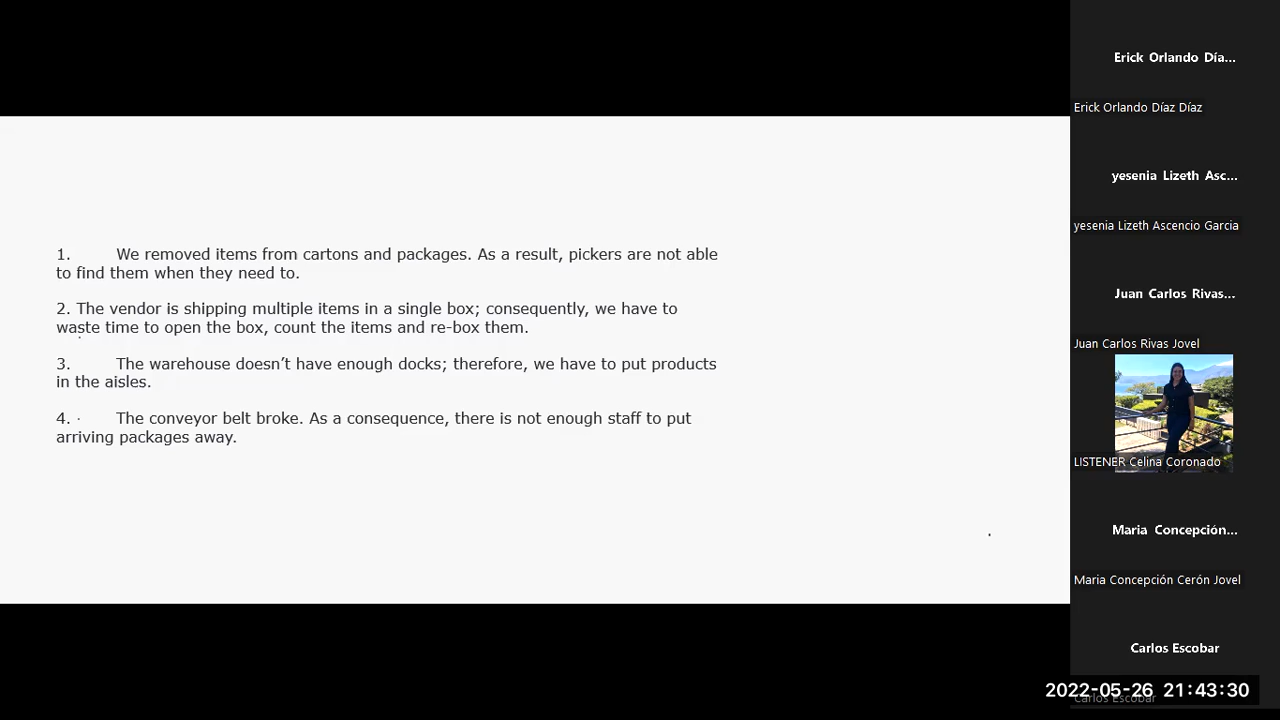 1. We removed items from cartons and packages. As a result, pickers are not able
to find them when they need to.
2. The vendor is shipping multiple items in a single box; consequently, we have to
waste time to open the box, count the items and re-box them.
3. The warehouse doesn’t have enough docks; therefore, we have to put products
in the aisles.
4. The conveyor belt broke. As a consequence, there is not enough staff to put
arriving packages away.
Erick Orlando Día...
Erick Orlando Díaz Díaz
yesenia Lizeth Asc...
yesenia Lizeth Ascencio Garcia
Juan Carlos Rivas...
Juan Carlos Rivas Jovel
LISTENER Celina Coronado
Maria Concepción...
Maria Concepción Cerón Jovel
Carlos Escobar
2022-05-26 21:43:30
Carlos Escobar